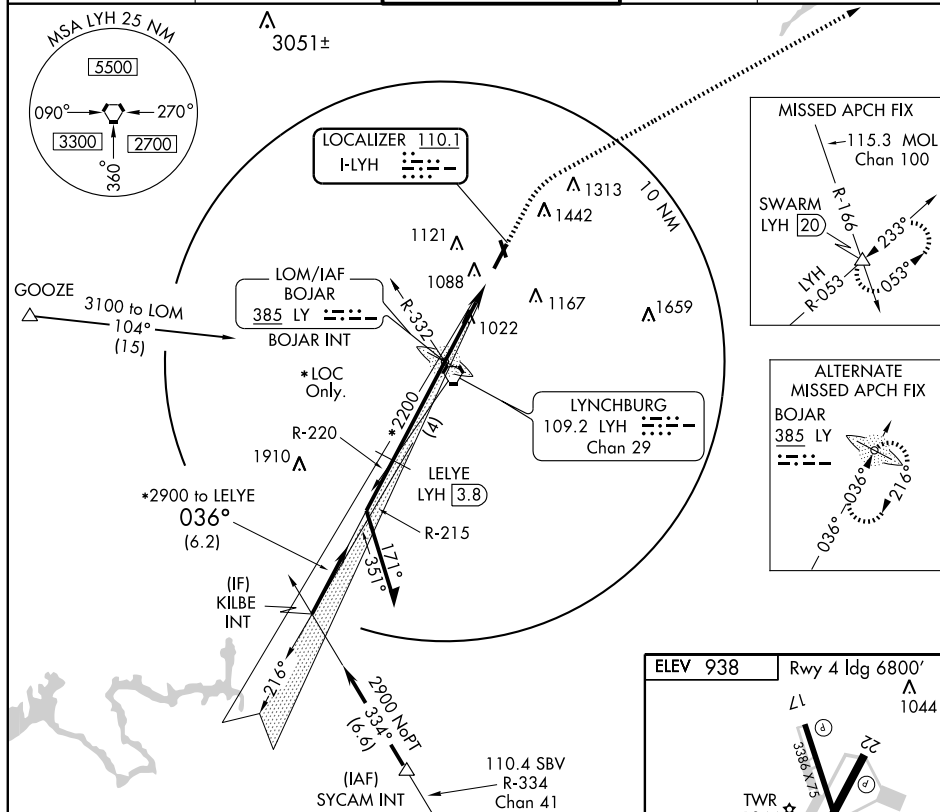 MSA LYH 25 NM
5500
090°
270°
3300
2700
360°
3051±
LOCALIZER 110.1
I-LYH
1313
1442
10 NM
1121
1088
1167
1659
1022
MISSED APCH FIX
115.3 MOL
Chan 100
R-166
SWARM
LYH 20
233°
053°
LYH
R-053
GOOZE
3100 to LOM
104°
(15)
LOM/IAF
BOJAR
385 LY
BOJAR INT
R-332
*LOC
Only.
*2200
(4)
LYNCHBURG
109.2 LYH
Chan 29
ALTERNATE
MISSED APCH FIX
BOJAR
385 LY
036°
036°
216°
R-220
1910
LELYE
LYH 3.8
*2900 to LELYE
036°
(6.2)
R-215
171°
351°
(IF)
KILBE
INT
216°
2900 NoPT
334°
(6.6)
(IAF)
SYCAM INT
110.4 SBV
R-334
Chan 41
ELEV 938
Rwy 4 ldg 6800'
1044
17
22
P
P
3386 X 75
TWR